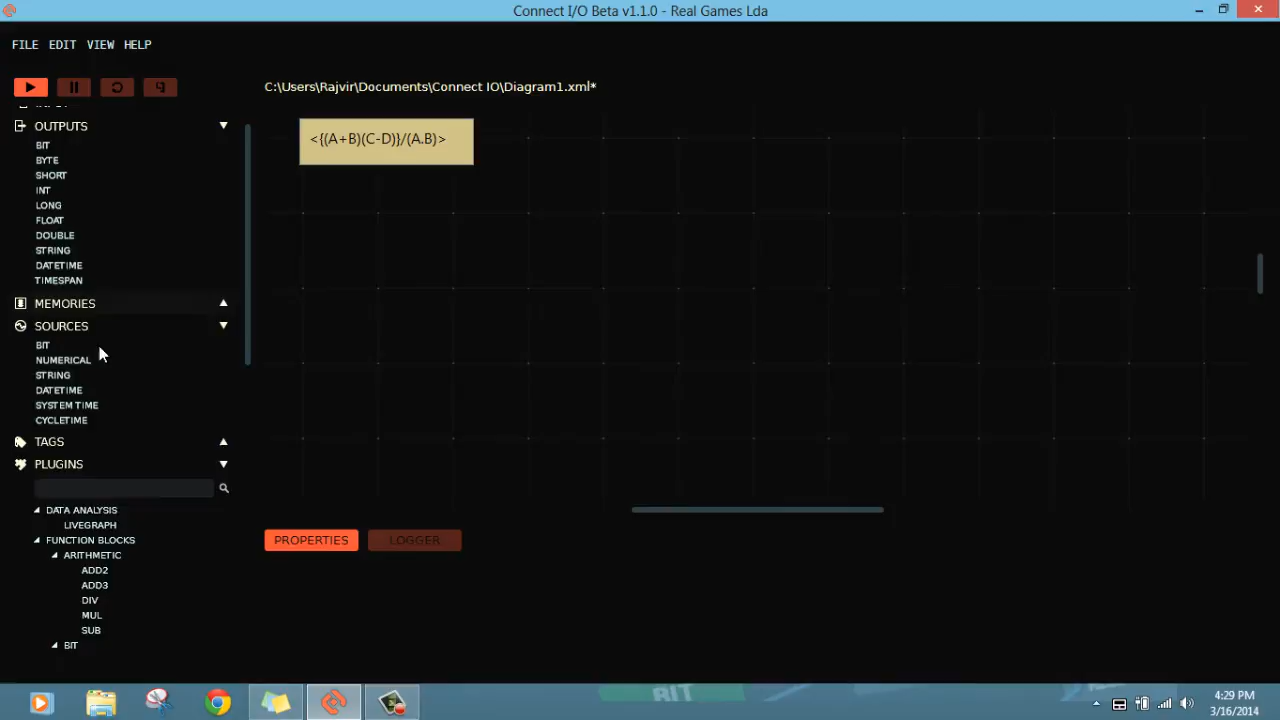 Connect I/O Beta v1.1.0 - Real Games Lda
FILE EDIT VIEW HELP
C:\Users\Rajvir\Documents\Connect IO\Diagram1.xml*
OUTPUTS
BIT
BYTE
SHORT
INT
LONG
FLOAT
DOUBLE
STRING
DATETIME
TIMESPAN
MEMORIES
SOURCES
BIT
NUMERICAL
STRING
DATETIME
SYSTEM TIME
CYCLETIME
TAGS
PLUGINS
DATA ANALYSIS
LIVEGRAPH
FUNCTION BLOCKS
ARITHMETIC
ADD2
ADD3
DIV
MUL
SUB
BIT
<{(A+B)(C-D)}/(A.B)>
PROPERTIES
LOGGER
BIT
4:29 PM
3/16/2014